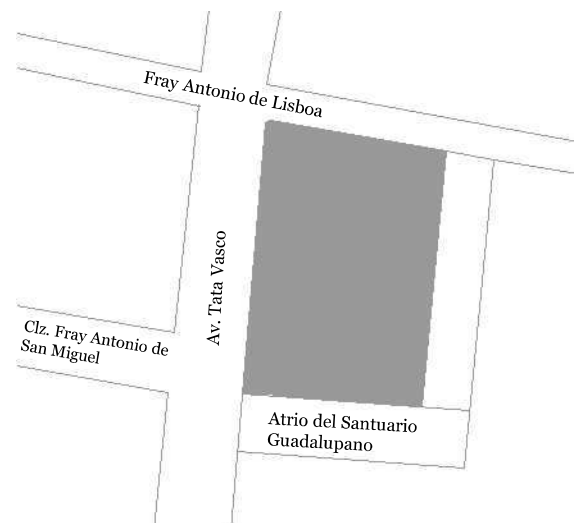 Fray Antonio de Lisboa
Av. Tata Vasco
Clz. Fray Antonio de
San Miguel
Atrio del Santuario
Guadalupano